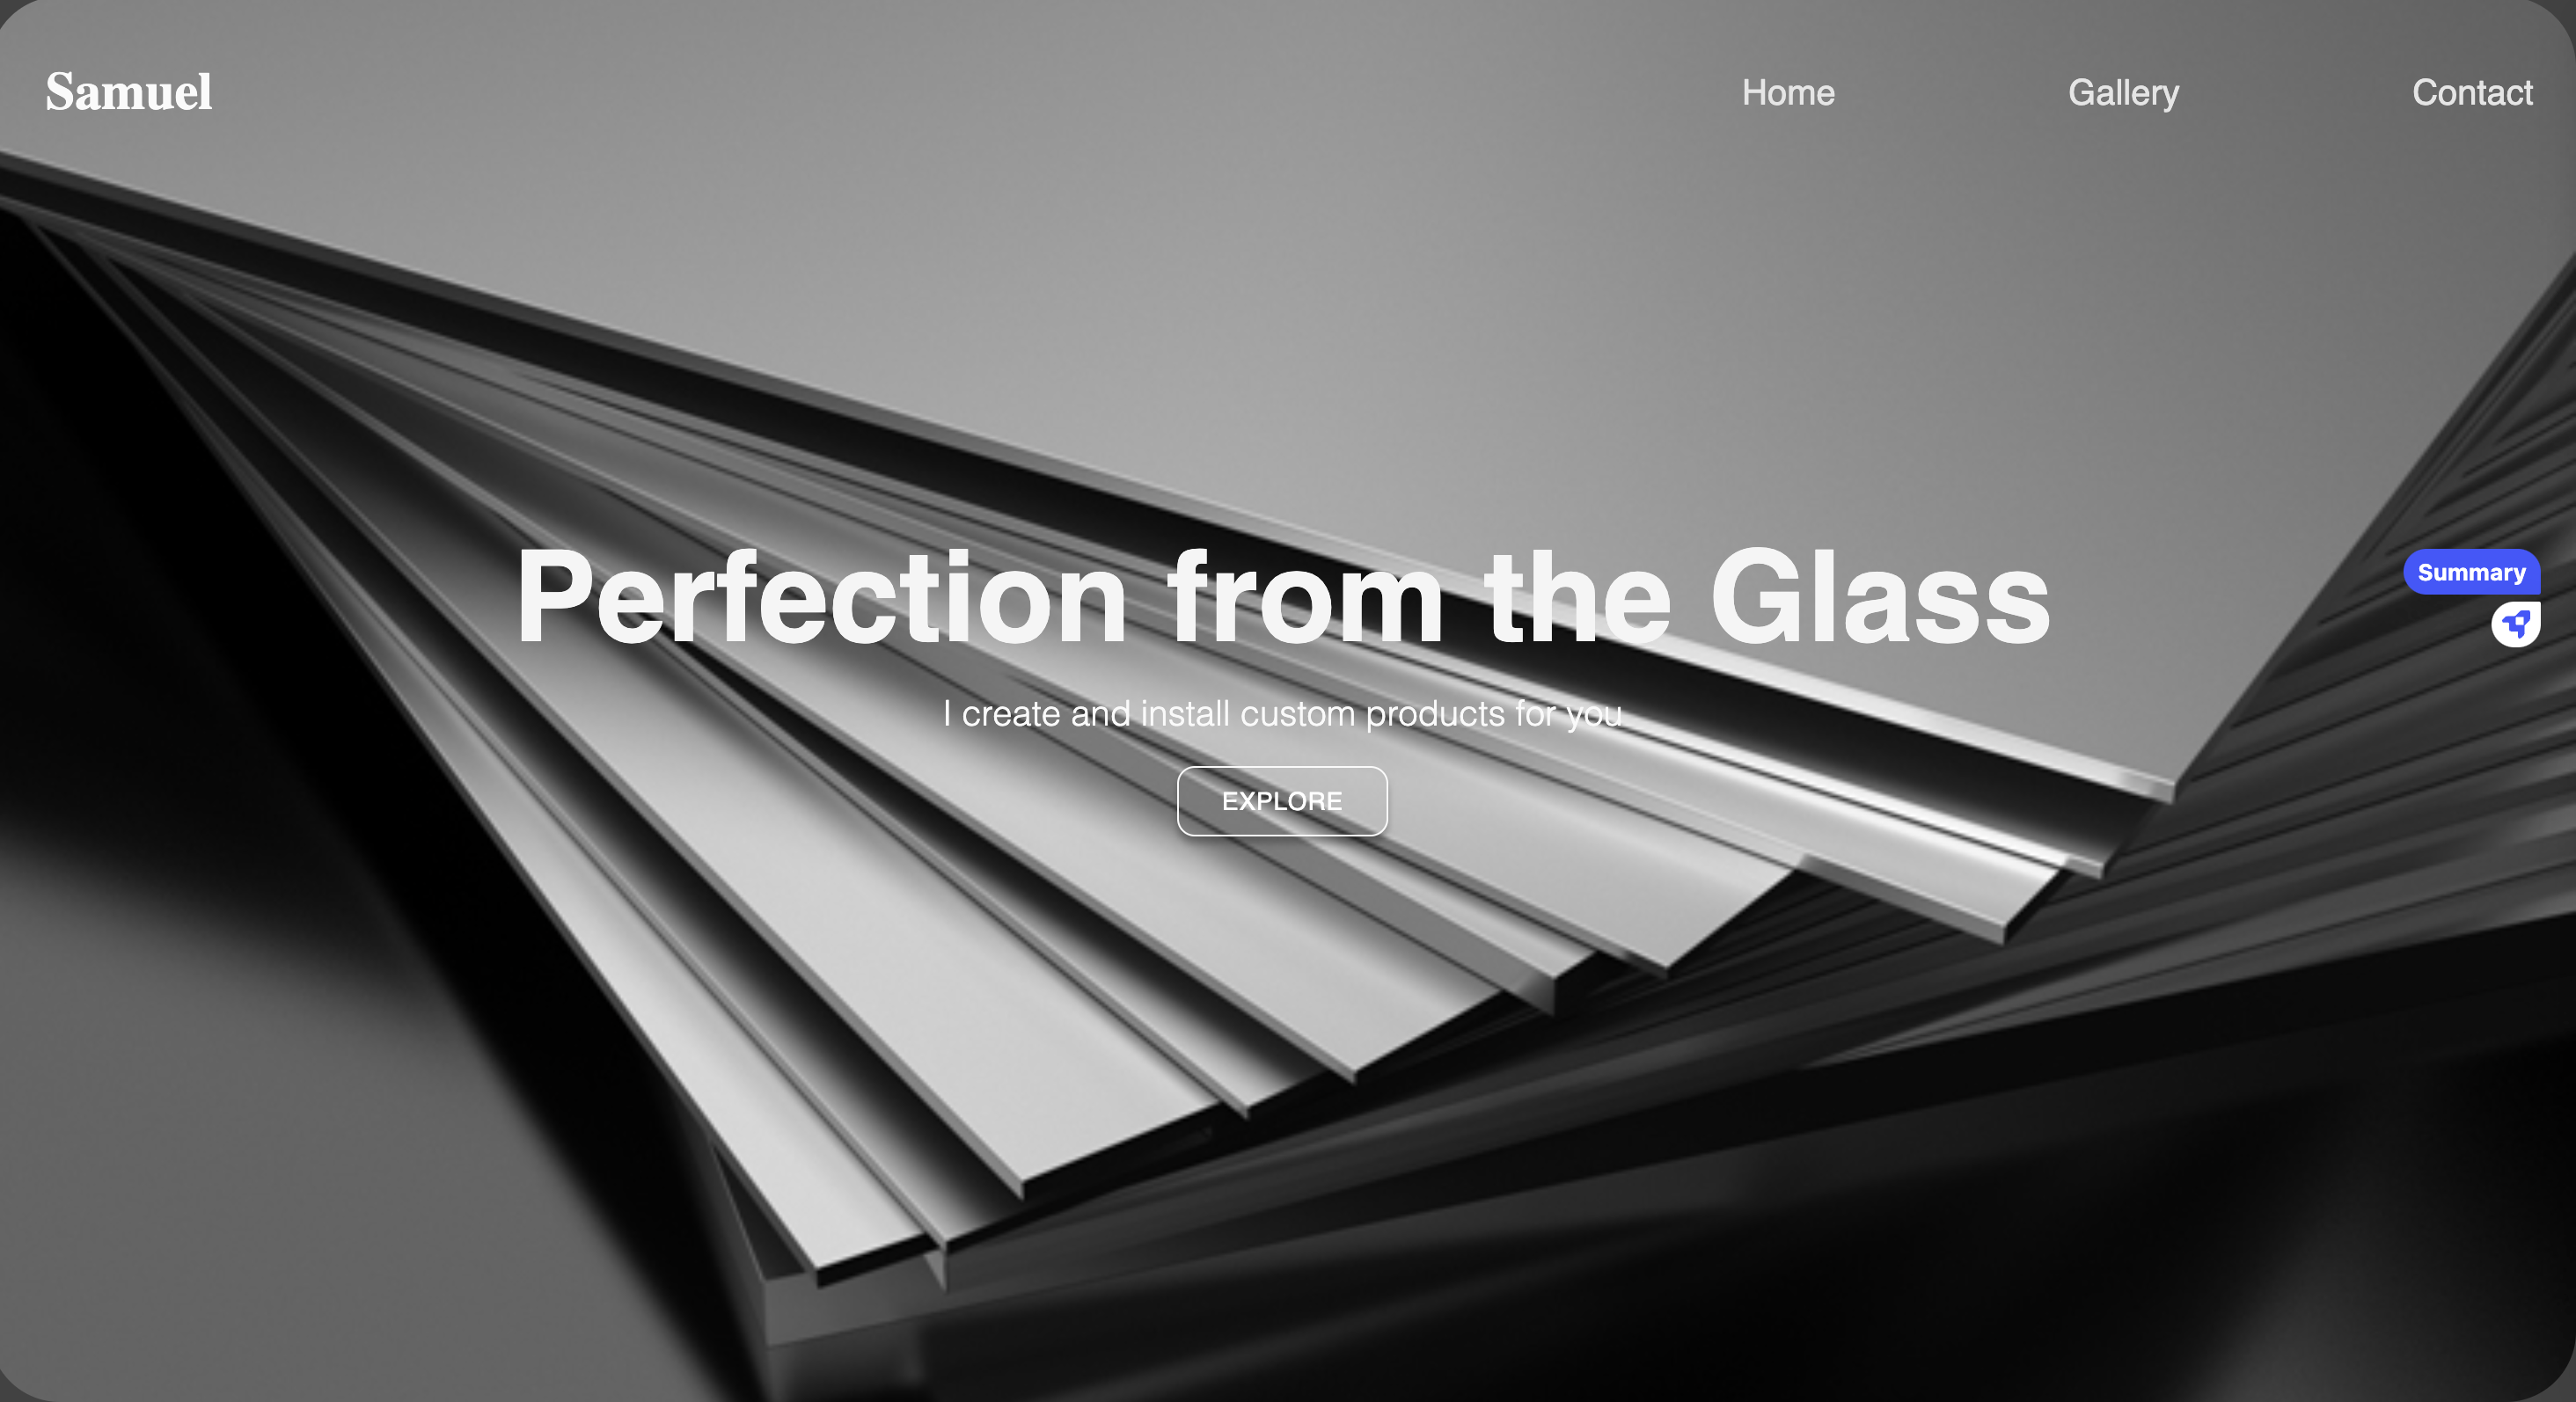 Samuel
Home
Gallery
Contact
Perfection from the Glass
Summary
I create and install custom products for you
EXPLORE